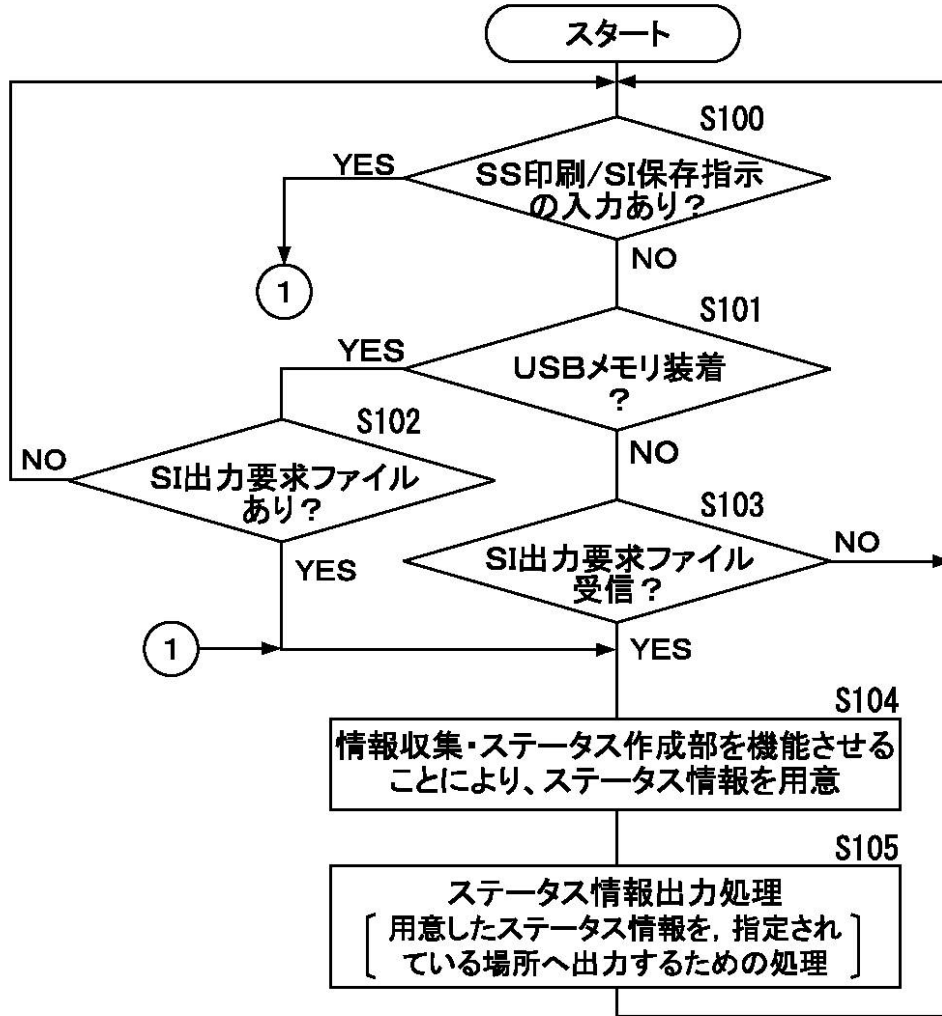 スタート
S100
YES
SS印刷/SI保存指示
の入力あり?
NO
1
S101
YES
USBメモリ装着
?
S102
NO
NO
SI出力要求ファイル
あり?
S103
NO
SI出力要求ファイル
受信?
YES
1
YES
S104
情報収集・ステータス作成部を機能させる
ことにより、ステータス情報を用意
S105
ステータス情報出力処理
用意したステータス情報を, 指定され
ている場所へ出力するための処理